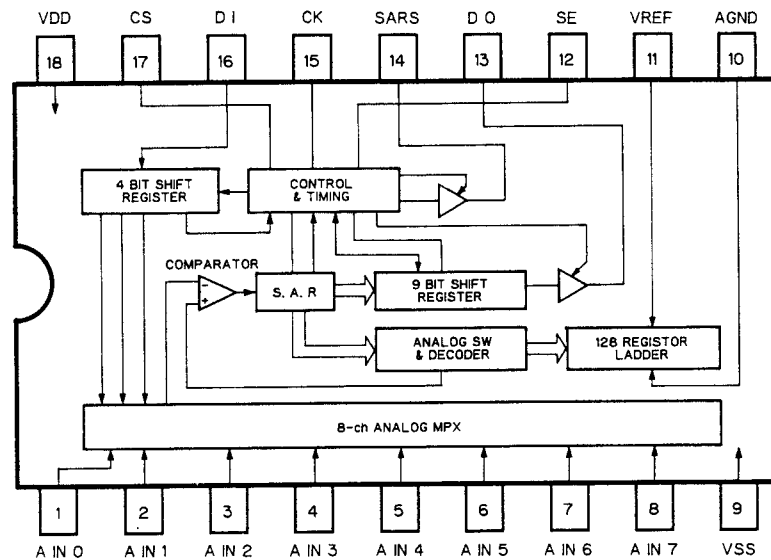 VDD CS D I CK SARS D O SE VREF AGND
18 17 16 15 14 13 12 11 10
4 BIT SHIFT
REGISTER
CONTROL
& TIMING
COMPARATOR
-
+
S. A. R
9 BIT SHIFT
REGISTER
ANALOG SW
& DECODER
128 REGISTOR
LADDER
8-ch ANALOG MPX
1 2 3 4 5 6 7 8 9
A IN 0 A IN 1 A IN 2 A IN 3 A IN 4 A IN 5 A IN 6 A IN 7 VSS